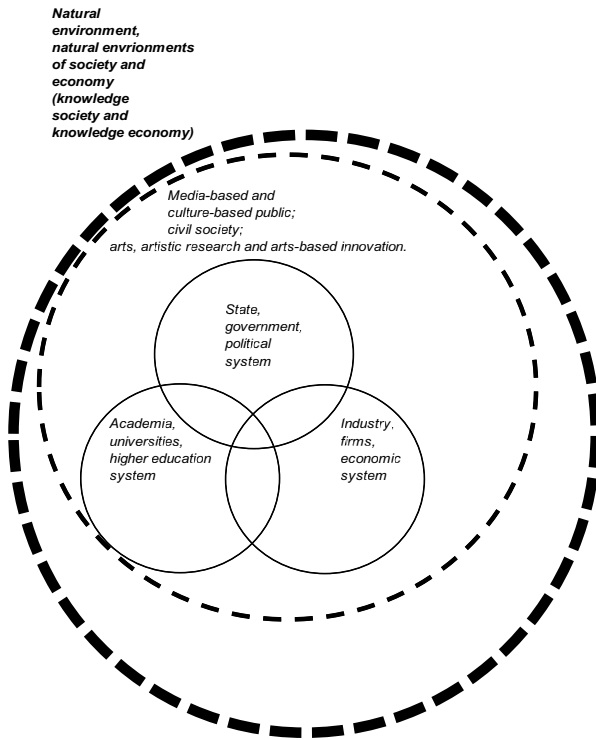 Natural
environment,
natural envrionments
of society and
economy
(knowledge
society and
knowledge economy)
Media-based and
culture-based public;
civil society;
arts, artistic research and arts-based innovation.
State,
government,
political
system
Academia,
universities,
higher education
system
Industry,
firms,
economic
system